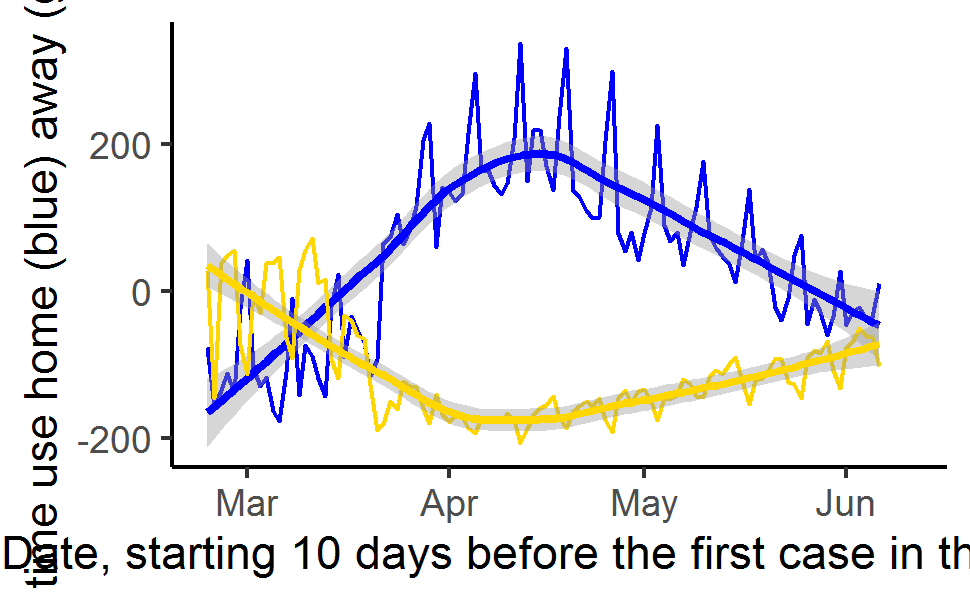 time use home (blue) away (g
200
0
-200
Mar Apr May Jun
Date, starting 10 days before the first case in th